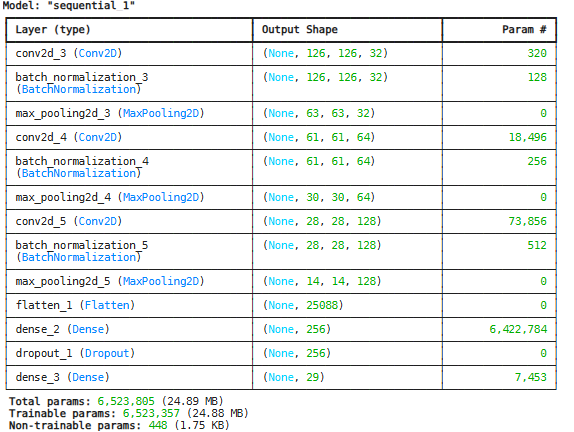 Model: "sequential_1"
Layer (type) Output Shape Param #
conv2d_3 (Conv2D) (None, 126, 126, 32) 320
batch_normalization_3 (None, 126, 126, 32) 128
(BatchNormalization)
max_pooling2d_3 (MaxPooling2D) (None, 63, 63, 32) 0
conv2d_4 (Conv2D) (None, 61, 61, 64) 18,496
batch_normalization_4 (None, 61, 61, 64) 256
(BatchNormalization)
max_pooling2d_4 (MaxPooling2D) (None, 30, 30, 64) 0
conv2d_5 (Conv2D) (None, 28, 28, 128) 73,856
batch_normalization_5 (None, 28, 28, 128) 512
(BatchNormalization)
max_pooling2d_5 (MaxPooling2D) (None, 14, 14, 128) 0
flatten_1 (Flatten) (None, 25088) 0
dense_2 (Dense) (None, 256) 6,422,784
dropout_1 (Dropout) (None, 256) 0
dense_3 (Dense) (None, 29) 7,453
Total params: 6,523,805 (24.89 MB)
Trainable params: 6,523,357 (24.88 MB)
Non-trainable params: 448 (1.75 KB)